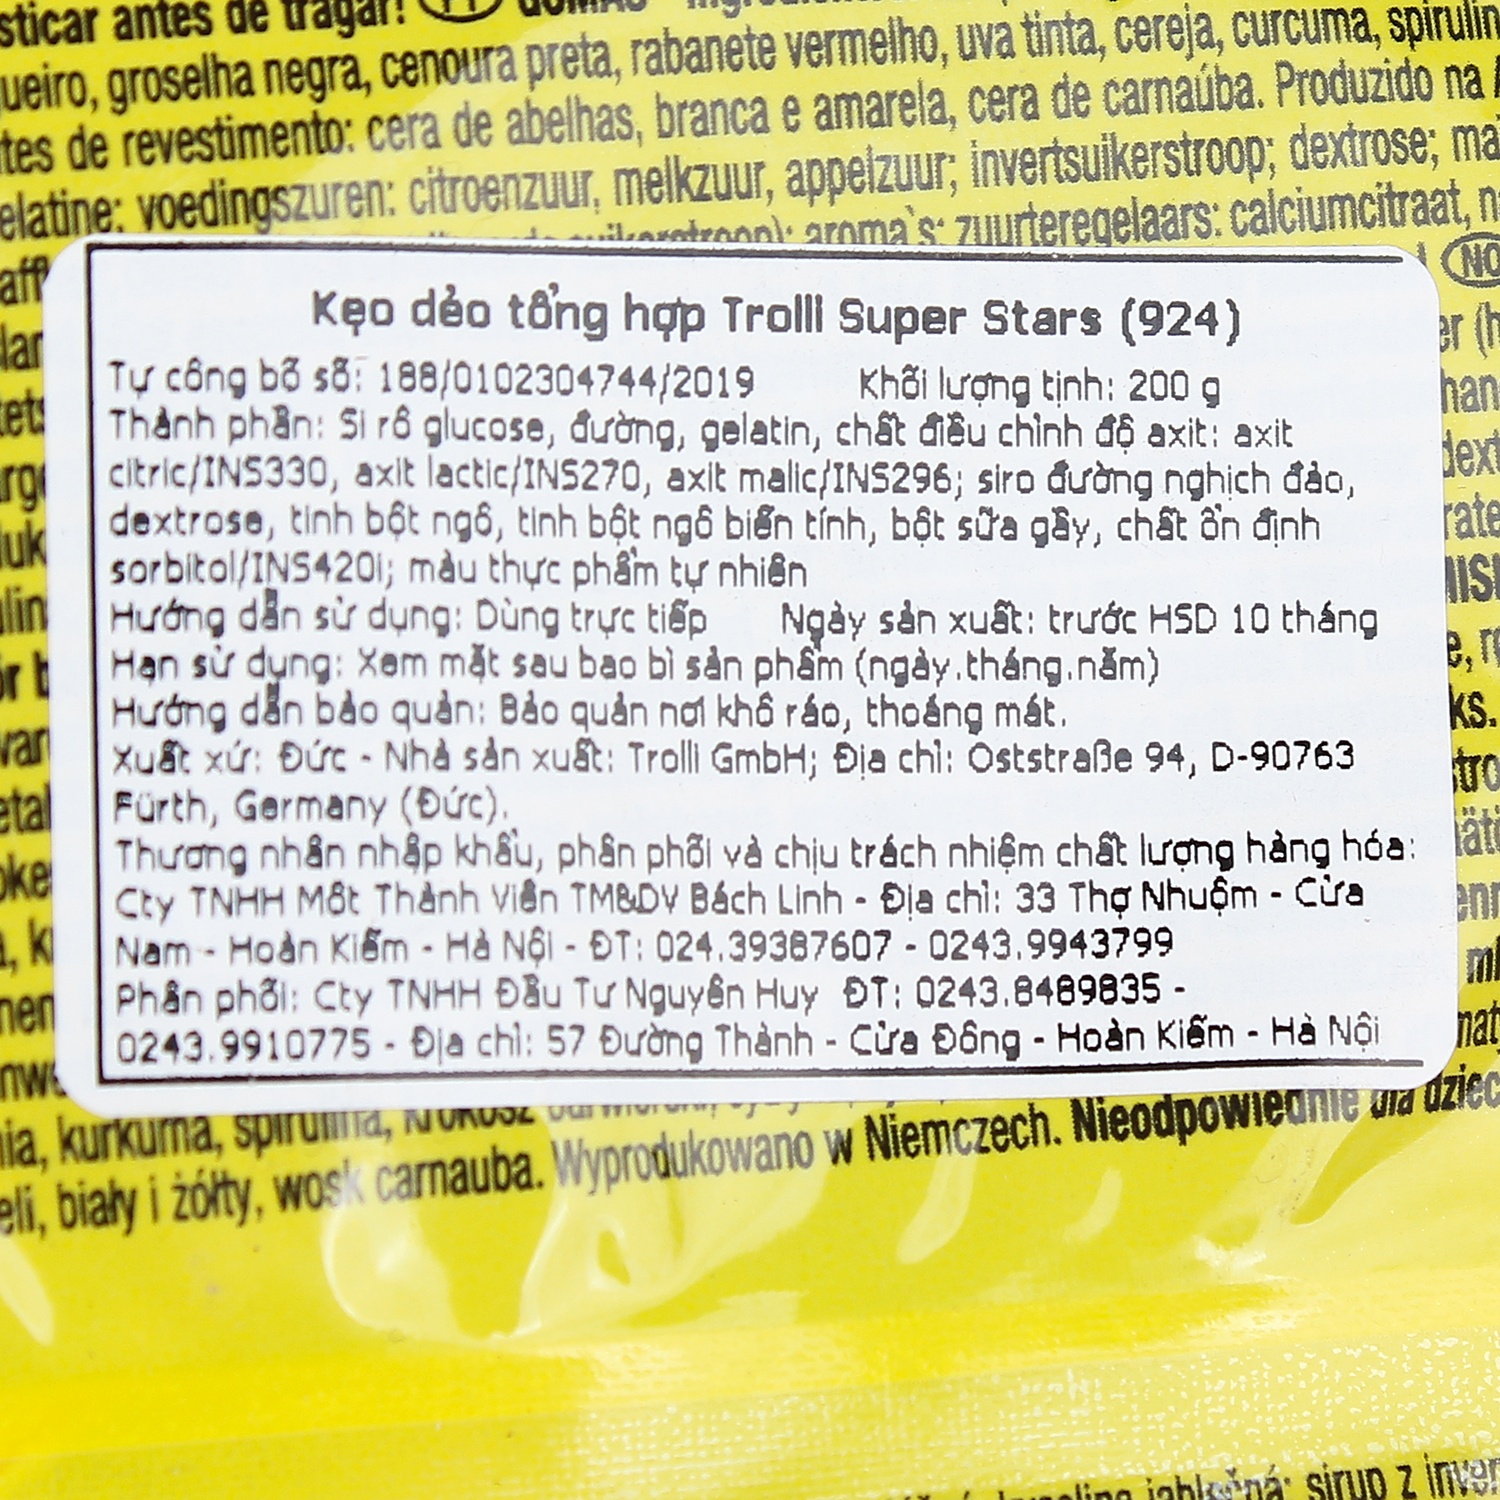 sticar antes de tragar! PT GOMAS
ueiro, groselha negra, cenoura preta, rabanete vermelho, uva tinta, cereja, curcuma, spirulin
ntes de revestimento: cera de abelhas, branca e amarela, cera de carnaúba. Produzido na A
elatine; voedingszuren: citroenzuur, melkzuur, appelzuur; invertsuikerstroop; dextrose; ma
suikerstroop); aroma`s; zuurteregelaars: calciumcitraat, n
NO
Kẹo dẻo tổng hợp Trolli Super Stars (924)
Tự công bố số: 188/0102304744/2019 Khối lượng tịnh: 200 g
Thành phần: Si rô glucose, đường, gelatin, chất điều chỉnh độ axit: axit
citric/INS330, axit lactic/INS270, axit malic/INS296; siro đường nghịch đảo,
dextrose, tinh bột ngô, tinh bột ngô biến tính, bột sữa gầy, chất ổn định
sorbitol/INS420i; màu thực phẩm tự nhiên
Hướng dẫn sử dụng: Dùng trực tiếp Ngày sản xuất: trước HSD 10 tháng
Hạn sử dụng: Xem mặt sau bao bì sản phẩm (ngày.tháng.năm)
Hướng dẫn bảo quản: Bảo quản nơi khô ráo, thoáng mát.
Xuất xứ: Đức - Nhà sản xuất: Trolli GmbH; Địa chỉ: Oststraße 94, D-90763
Fürth, Germany (Đức).
Thương nhân nhập khẩu, phân phối và chịu trách nhiệm chất lượng hàng hóa:
Cty TNHH Một Thành Viên TM&DV Bách Linh - Địa chỉ: 33 Thợ Nhuộm - Cửa
Nam - Hoàn Kiếm - Hà Nội - ĐT: 024.39387607 - 0243.9943799
Phân phối: Cty TNHH Đầu Tư Nguyên Huy ĐT: 0243.8489835 -
0243.9910775 - Địa chỉ: 57 Đường Thành - Cửa Đông - Hoàn Kiếm - Hà Nội
nia, kurkuma, spirulina, krokosz
eli, biały i żółty, wosk carnauba. Wyprodukowano w Niemczech. Nieodpowiednie dla dziec
jabłečná; sirup z inver